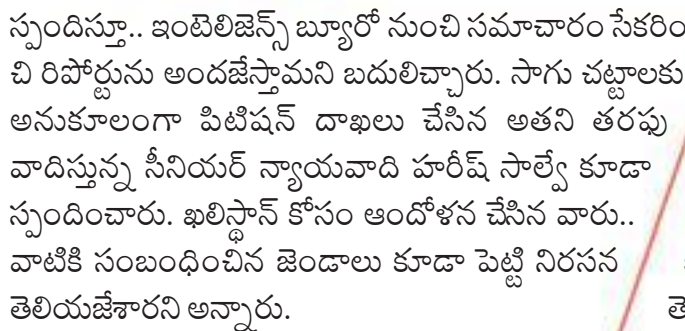 స్పందిస్తూ.. ఇంటెలిజెన్స్ బ్యూరో నుంచి సమాచారం సేకరిం
చి రిపోర్టును అందజేస్తామని బదులిచ్చారు. సాగు చట్టాలకు
అనుకూలంగా పిటిషన్ దాఖలు చేసిన అతని తరఫు
వాదిస్తున్న సీనియర్ న్యాయవాది హరీష్ సాల్వే కూడా
స్పందించారు. ఖలిస్థాన్ కోసం ఆందోళన చేసిన వారు..
వాటికి సంబంధించిన జెండాలు కూడా పెట్టి నిరసన
తెలియజేశారని అన్నారు.